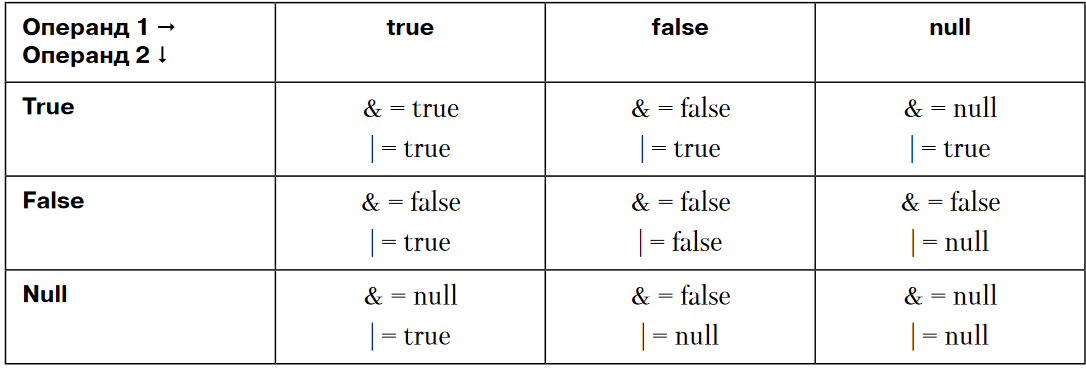 Операнд 1 → true false null
Операнд 2 ↓
True & = true & = false & = null
| = true | = true | = true
False & = false & = false & = false
| = true | = false | = null
Null & = null & = false & = null
| = true | = null | = null